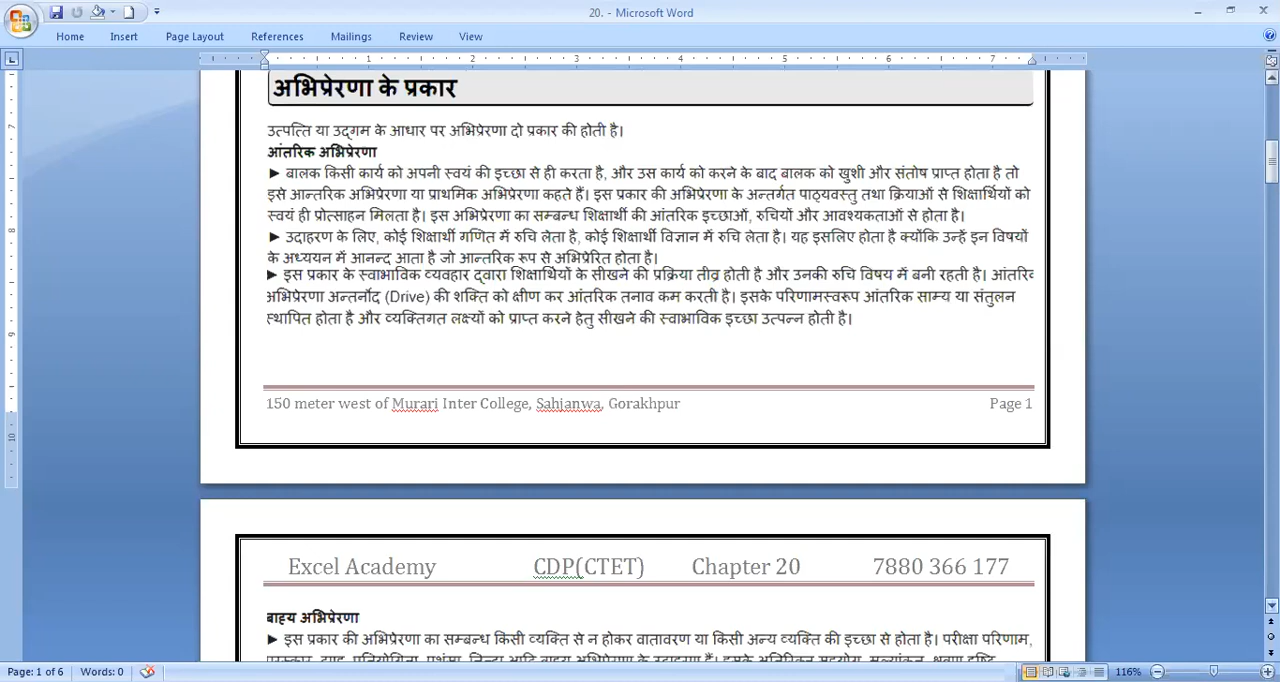 20. - Microsoft Word
Home Insert Page Layout References Mailings Review View
1 2 3 4 5 6 7
अभिप्रेरणा के प्रकार
उत्पत्ति या उद्गम के आधार पर अभिप्रेरणा दो प्रकार की होती है।
आंतरिक अभिप्रेरणा
► बालक किसी कार्य को अपनी स्वयं की इच्छा से ही करता है, और उस कार्य को करने के बाद बालक को खुशी और संतोष प्राप्त होता है तो
इसे आन्तरिक अभिप्रेरणा या प्राथमिक अभिप्रेरणा कहते हैं। इस प्रकार की अभिप्रेरणा के अन्तर्गत पाठ्यवस्तु तथा क्रियाओं से शिक्षार्थियों को
स्वयं ही प्रोत्साहन मिलता है। इस अभिप्रेरणा का सम्बन्ध शिक्षार्थी की आंतरिक इच्छाओं, रुचियों और आवश्यकताओं से होता है।
► उदाहरण के लिए, कोई शिक्षार्थी गणित में रुचि लेता है, कोई शिक्षार्थी विज्ञान में रुचि लेता है। यह इसलिए होता है क्योंकि उन्हें इन विषयों
के अध्ययन में आनन्द आता है जो आन्तरिक रूप से अभिप्रेरित होता है।
► इस प्रकार के स्वाभाविक व्यवहार द्वारा शिक्षार्थियों के सीखने की प्रक्रिया तीव्र होती है और उनकी रुचि विषय में बनी रहती है। आंतरि
अभिप्रेरणा अन्तर्नोद (Drive) की शक्ति को क्षीण कर आंतरिक तनाव कम करती है। इसके परिणामस्वरूप आंतरिक साम्य या संतुलन
स्थापित होता है और व्यक्तिगत लक्ष्यों को प्राप्त करने हेतु सीखने की स्वाभाविक इच्छा उत्पन्न होती है।
150 meter west of Murari Inter College, Sahjanwa, Gorakhpur Page 1
Excel Academy CDP(CTET) Chapter 20 7880 366 177
बाह्य अभिप्रेरणा
► इस प्रकार की अभिप्रेरणा का सम्बन्ध किसी व्यक्ति से न होकर वातावरण या किसी अन्य व्यक्ति की इच्छा से होता है। परीक्षा परिणाम,
Page: 1 of 6 Words: 0 116%